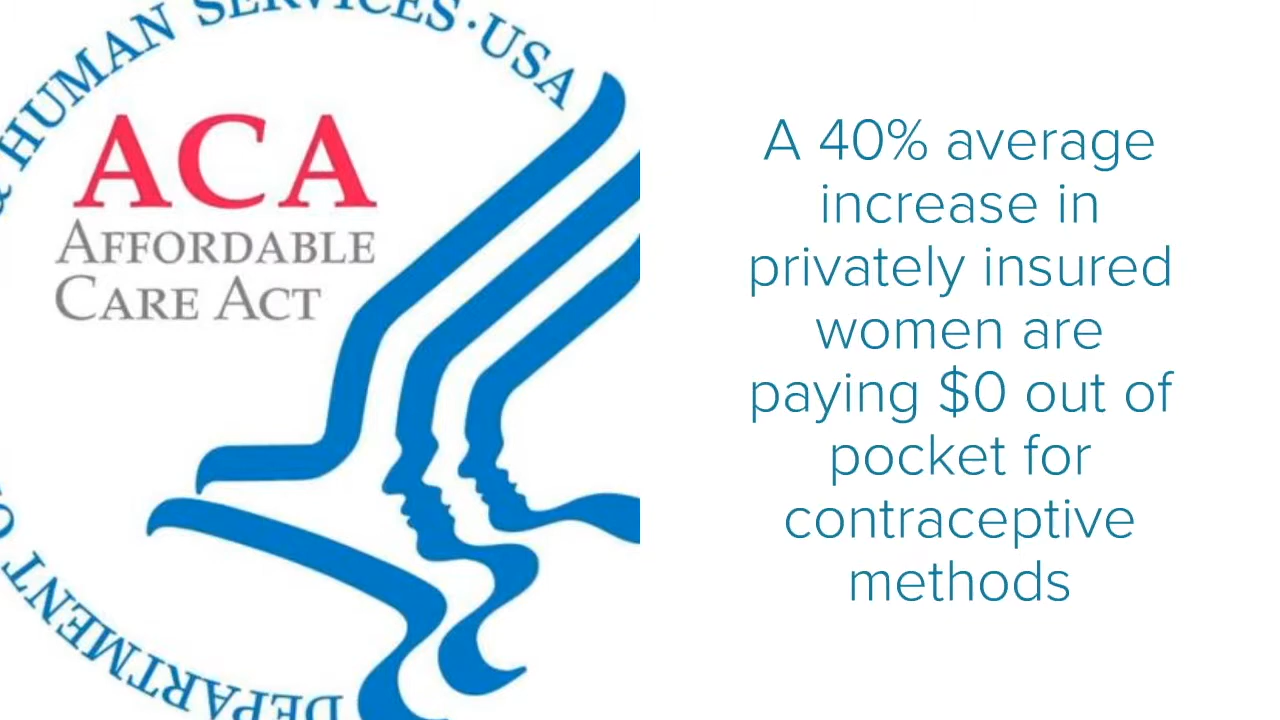 & HUMAN SERVICES · USA
ACA
AFFORDABLE
CARE ACT
DEPARTMENT O
A 40% average
increase in
privately insured
women are
paying $0 out of
pocket for
contraceptive
methods